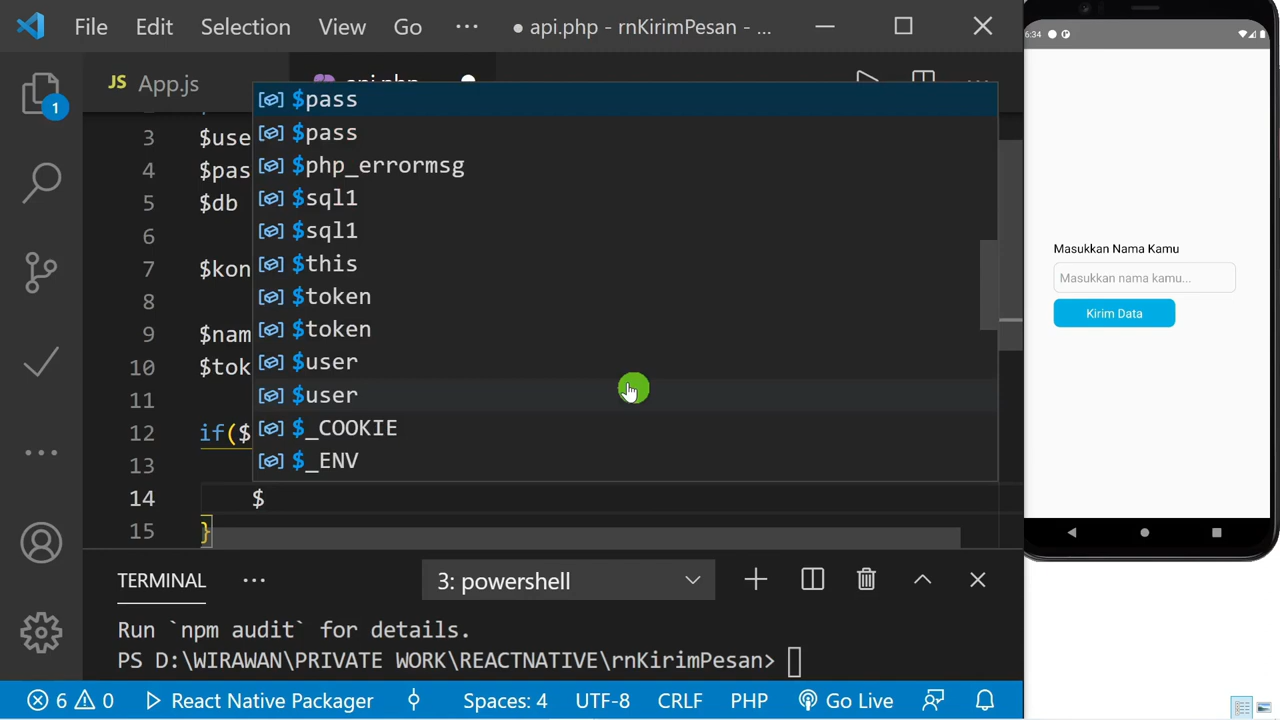 File Edit Selection View Go ··· ● api.php - rnKirimPesan - ...
JS App.js
api.php
1
3 $use
4 $pas
5 $db
6
7 $kon
8
9 $nam
10 $tok
11
12 if($
13
14 $
15 }
$pass
$pass
$php_errormsg
$sql1
$sql1
$this
$token
$token
$user
$user
$_COOKIE
$_ENV
TERMINAL ··· 3: powershell
Run `npm audit` for details.
PS D:\WIRAWAN\PRIVATE WORK\REACTNATIVE\rnKirimPesan>
6 0 React Native Packager Spaces: 4 UTF-8 CRLF PHP Go Live
6:34
Masukkan Nama Kamu
Masukkan nama kamu...
Kirim Data